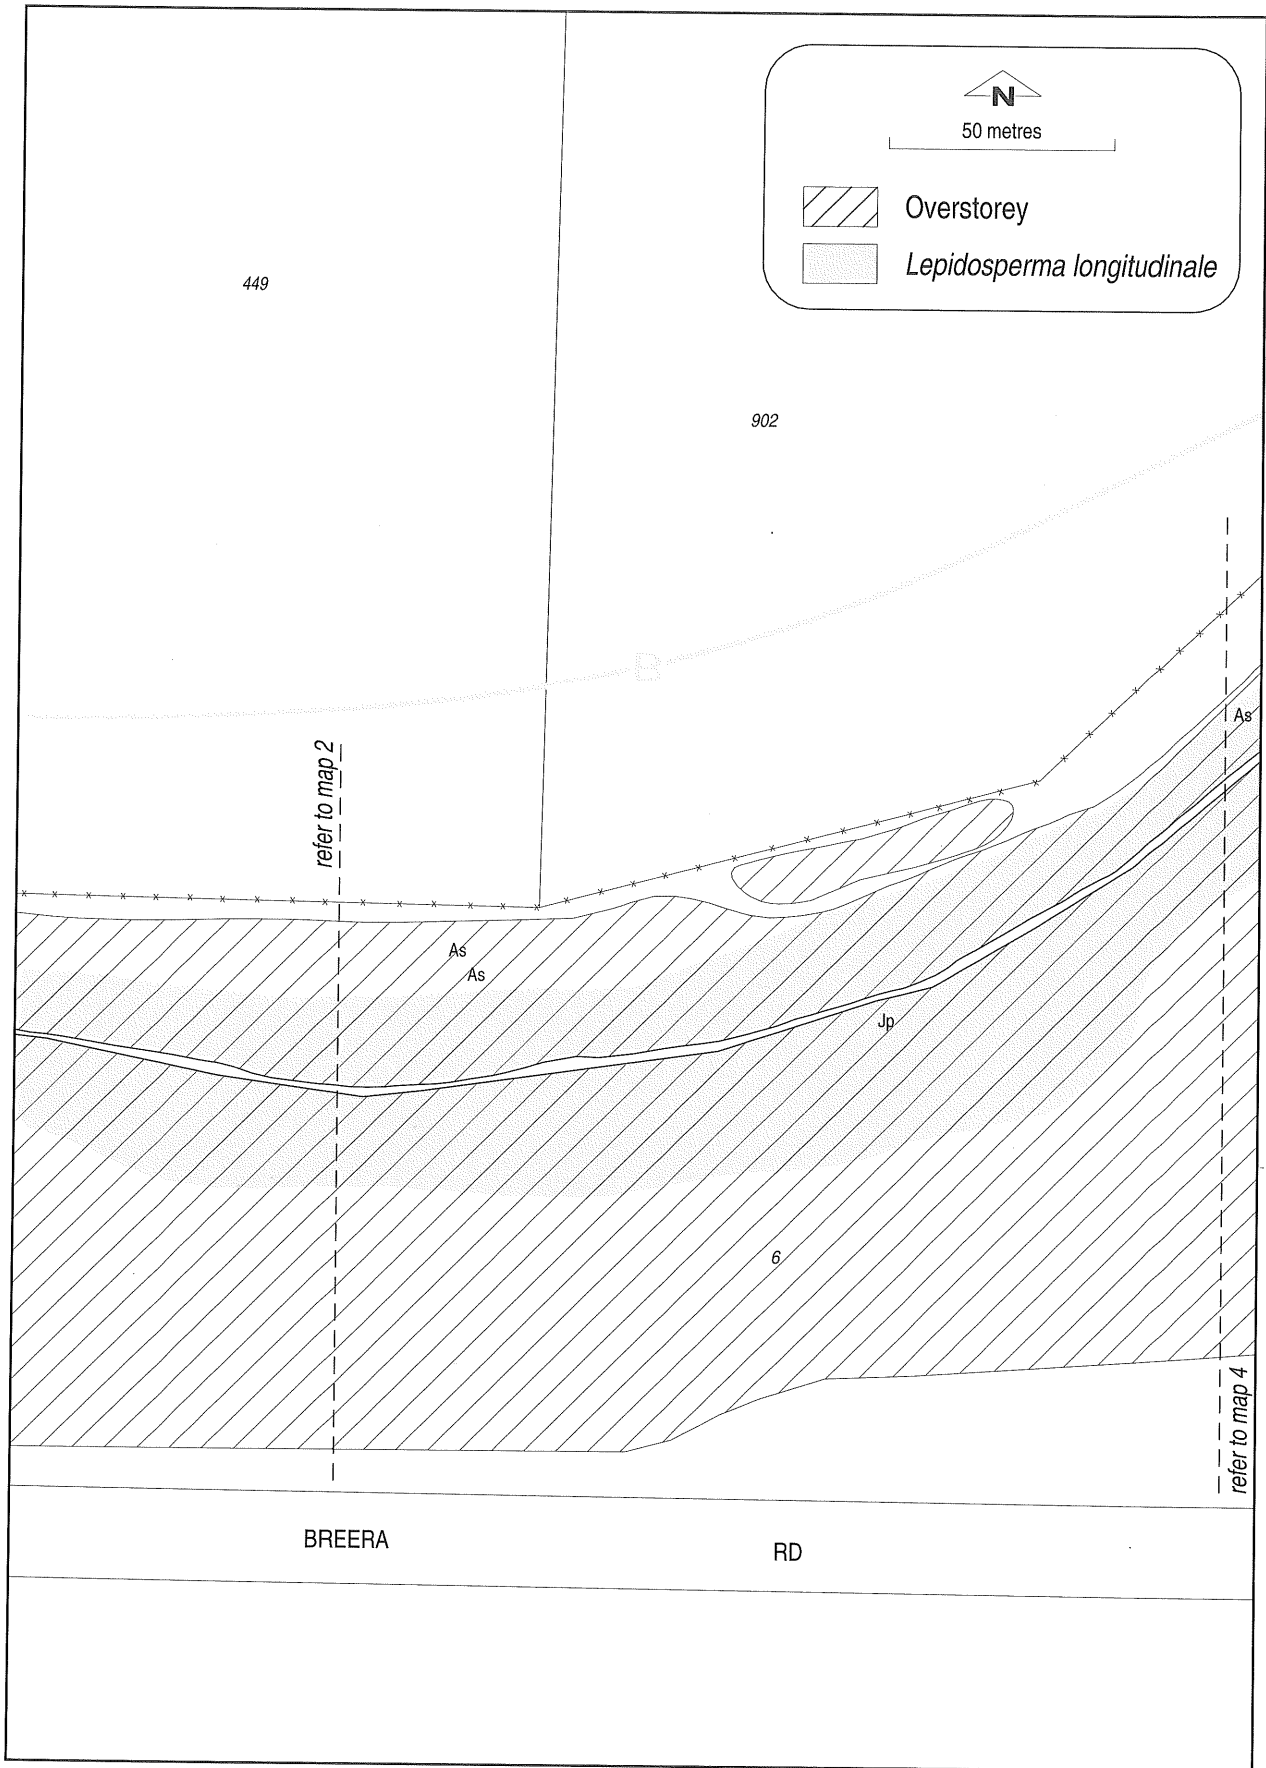 N
50 metres
Overstorey
Lepidosperma longitudinale
449
902
B
refer to map 2
As
As
As
Jp
6
refer to map 4
BREERA RD